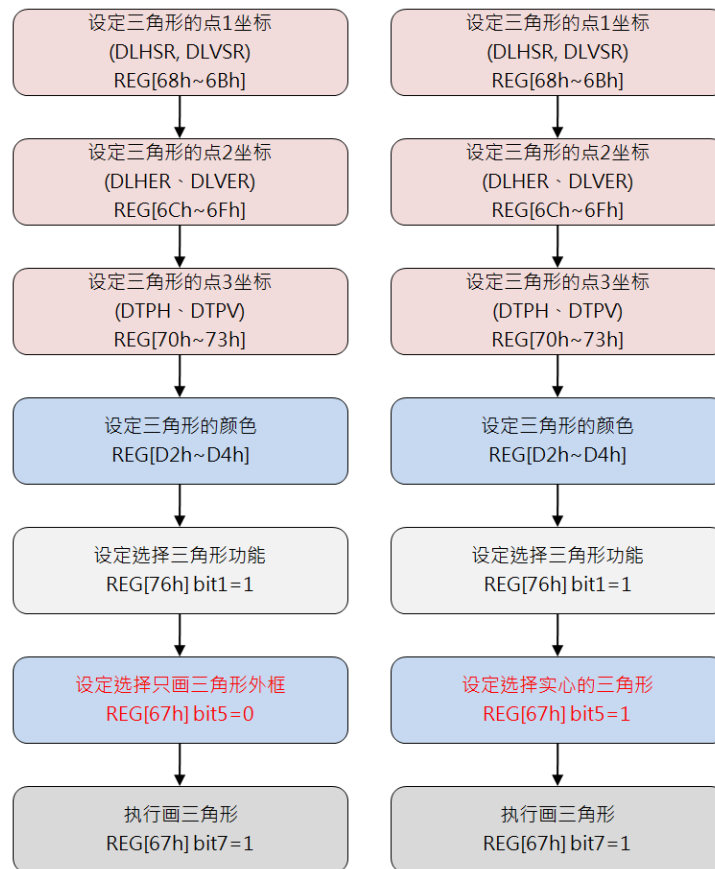 设定三角形的点1坐标
(DLHSR, DLVSR)
REG[68h~6Bh]
设定三角形的点2坐标
(DLHER、DLVER)
REG[6Ch~6Fh]
设定三角形的点3坐标
(DTPH、DTPV)
REG[70h~73h]
设定三角形的颜色
REG[D2h~D4h]
设定选择三角形功能
REG[76h] bit1=1
设定選择只画三角形外框
REG[67h] bit5=0
执行画三角形
REG[67h] bit7=1
设定三角形的点1坐标
(DLHSR, DLVSR)
REG[68h~6Bh]
设定三角形的点2坐标
(DLHER、DLVER)
REG[6Ch~6Fh]
设定三角形的点3坐标
(DTPH、DTPV)
REG[70h~73h]
设定三角形的颜色
REG[D2h~D4h]
设定选择三角形功能
REG[76h] bit1=1
设定選择实心的三角形
REG[67h] bit5=1
执行画三角形
REG[67h] bit7=1